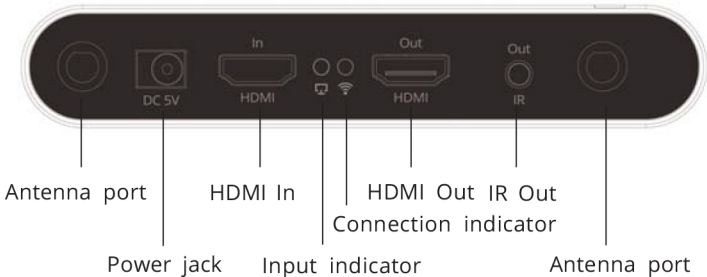 In Out Out
DC 5V HDMI HDMI IR
Antenna port HDMI In HDMI Out IR Out
Connection indicator
Power jack Input indicator Antenna port